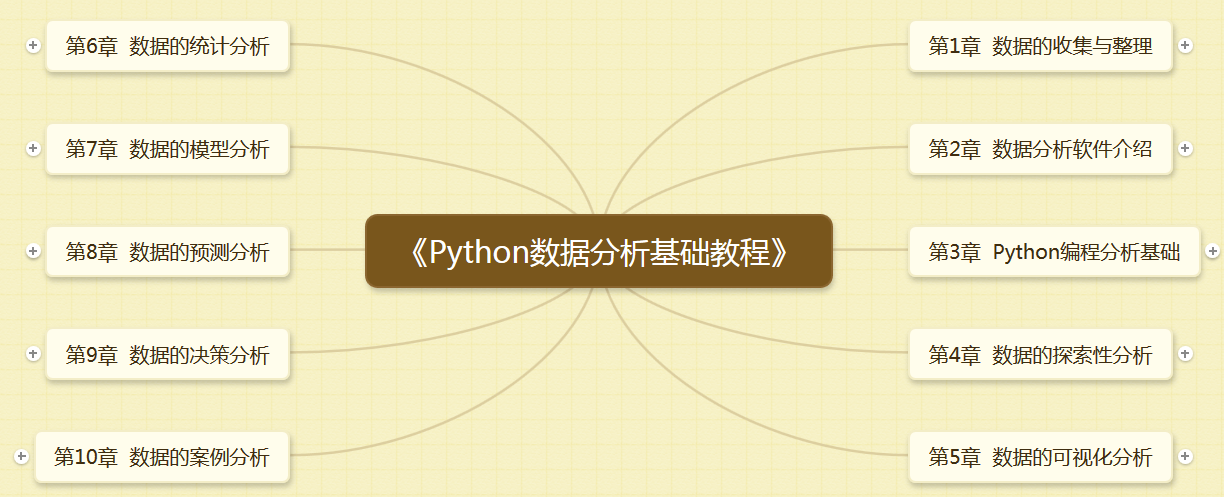 第6章 数据的统计分析
第7章 数据的模型分析
第8章 数据的预测分析
第9章 数据的决策分析
第10章 数据的案例分析
《Python数据分析基础教程》
第1章 数据的收集与整理
第2章 数据分析软件介绍
第3章 Python编程分析基础
第4章 数据的探索性分析
第5章 数据的可视化分析